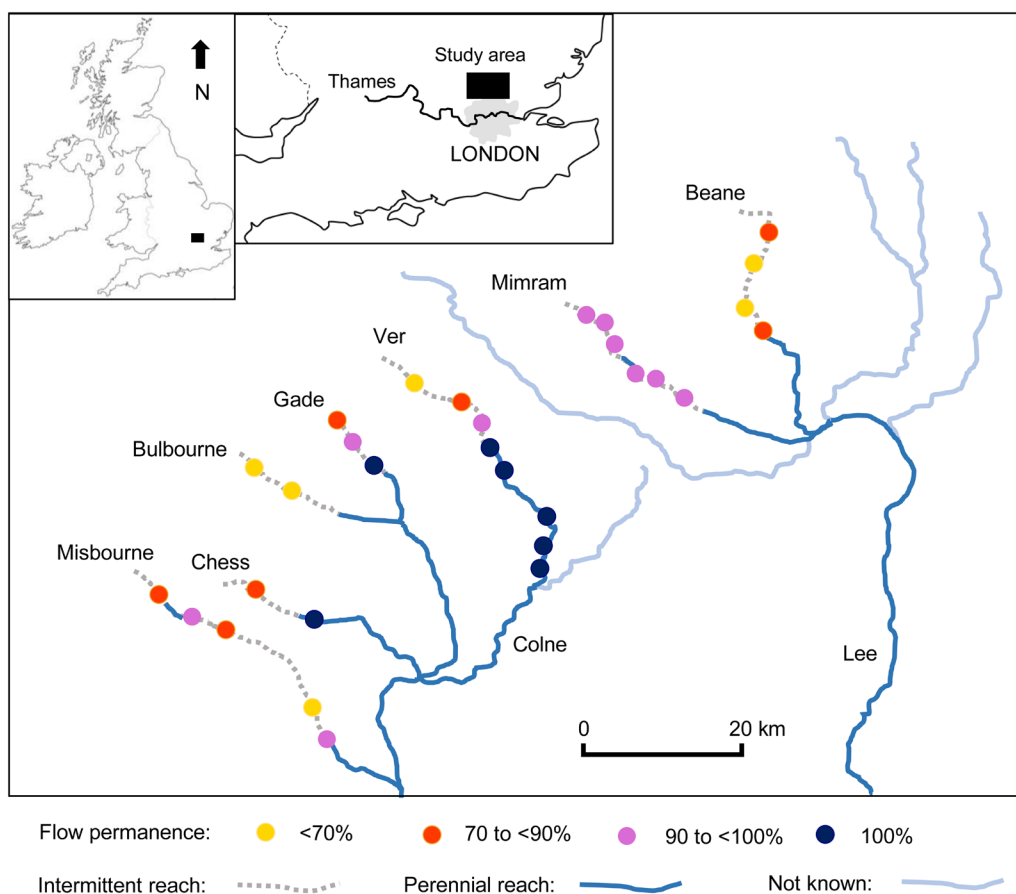 N
Study area
Thames
LONDON
Beane
Mimram
Ver
Gade
Bulbourne
Misbourne
Chess
Colne
Lee
0 20 km
Flow permanence: <70% 70 to <90% 90 to <100% 100%
Intermittent reach: Perennial reach: Not known: